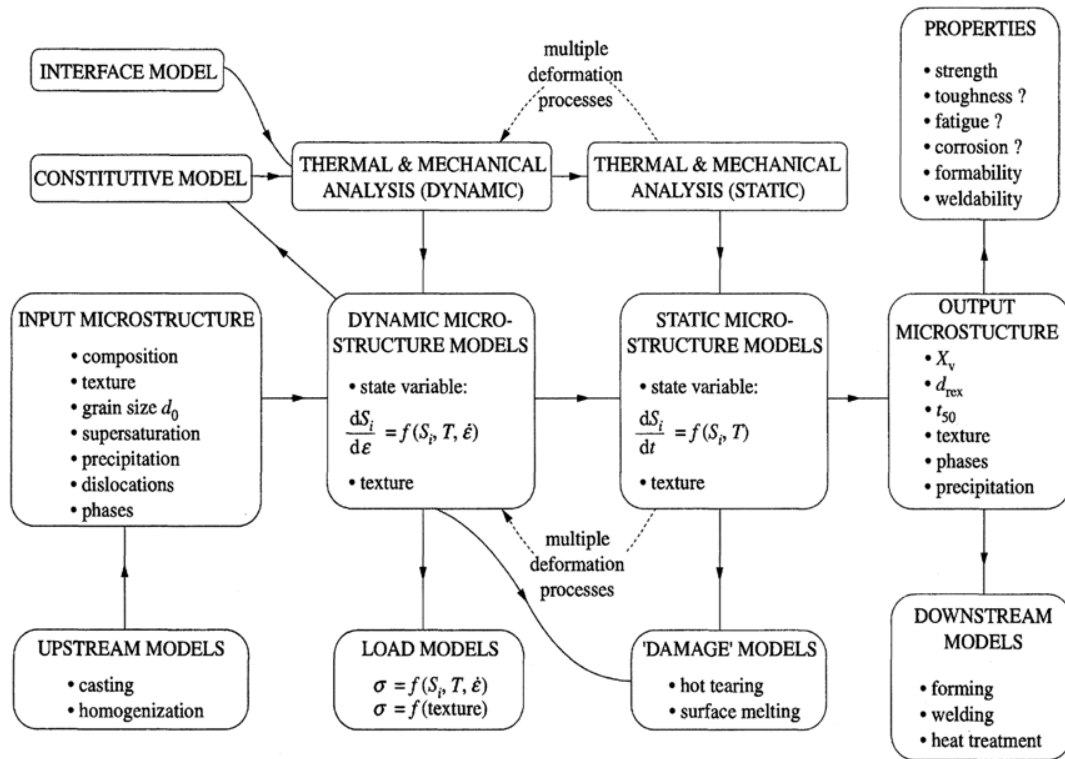 INTERFACE MODEL
CONSTITUTIVE MODEL
multiple
deformation
processes
THERMAL & MECHANICAL
ANALYSIS (DYNAMIC)
THERMAL & MECHANICAL
ANALYSIS (STATIC)
PROPERTIES
• strength
• toughness ?
• fatigue ?
• corrosion ?
• formability
• weldability
INPUT MICROSTRUCTURE
• composition
• texture
• grain size d₀
• supersaturation
• precipitation
• dislocations
• phases
DYNAMIC MICRO-
STRUCTURE MODELS
• state variable:
dSᵢ/dε = f(Sᵢ, T, ε̇)
• texture
STATIC MICRO-
STRUCTURE MODELS
• state variable:
dSᵢ/dt = f(Sᵢ, T)
• texture
OUTPUT
MICROSTUCTURE
• Xᵥ
• d_rex
• t₅₀
• texture
• phases
• precipitation
multiple
deformation
processes
UPSTREAM MODELS
• casting
• homogenization
LOAD MODELS
σ = f(Sᵢ, T, ε̇)
σ = f(texture)
'DAMAGE' MODELS
• hot tearing
• surface melting
DOWNSTREAM
MODELS
• forming
• welding
• heat treatment